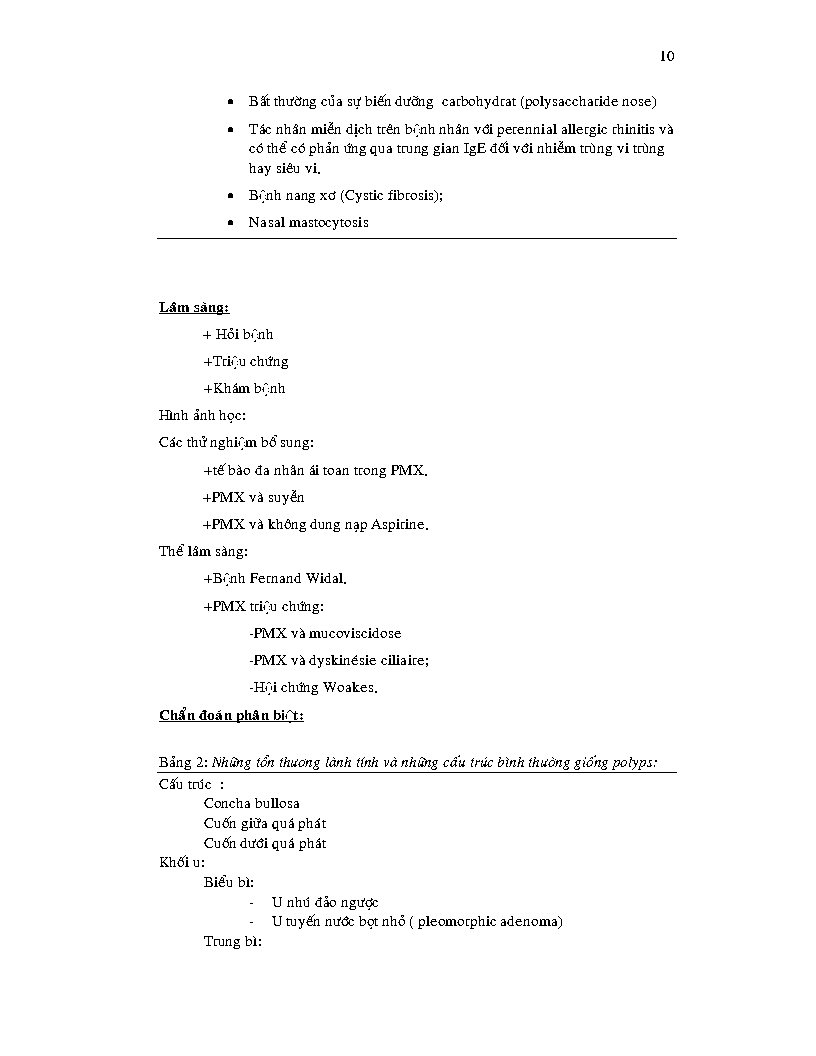 10
• Bất thường của sự biến dưỡng carbohydrat (polysaccharide nose)
• Tác nhân miễn dịch trên bệnh nhân với perennial allergic rhinitis và
có thể có phản ứng qua trung gian IgE đối với nhiễm trùng vi trùng
hay siêu vi.
• Bệnh nang xơ (Cystic fibrosis);
• Nasal mastocytosis
Lâm sàng:
+ Hỏi bệnh
+Triệu chứng
+Khám bệnh
Hình ảnh học:
Các thử nghiệm bổ sung:
+tế bào đa nhân ái toan trong PMX.
+PMX và suyễn
+PMX và không dung nạp Aspirine.
Thể lâm sàng:
+Bệnh Fernand Widal.
+PMX triệu chứng:
-PMX và mucoviscidose
-PMX và dyskinésie ciliaire;
-Hội chứng Woakes.
Chẩn đoán phân biệt:
Bảng 2: Những tổn thương lành tính và những cấu trúc bình thường giống polyps:
Cấu trúc :
Concha bullosa
Cuốn giữa quá phát
Cuốn dưới quá phát
Khối u:
Biểu bì:
- U nhú đảo ngược
- U tuyến nước bọt nhỏ ( pleomorphic adenoma)
Trung bì: